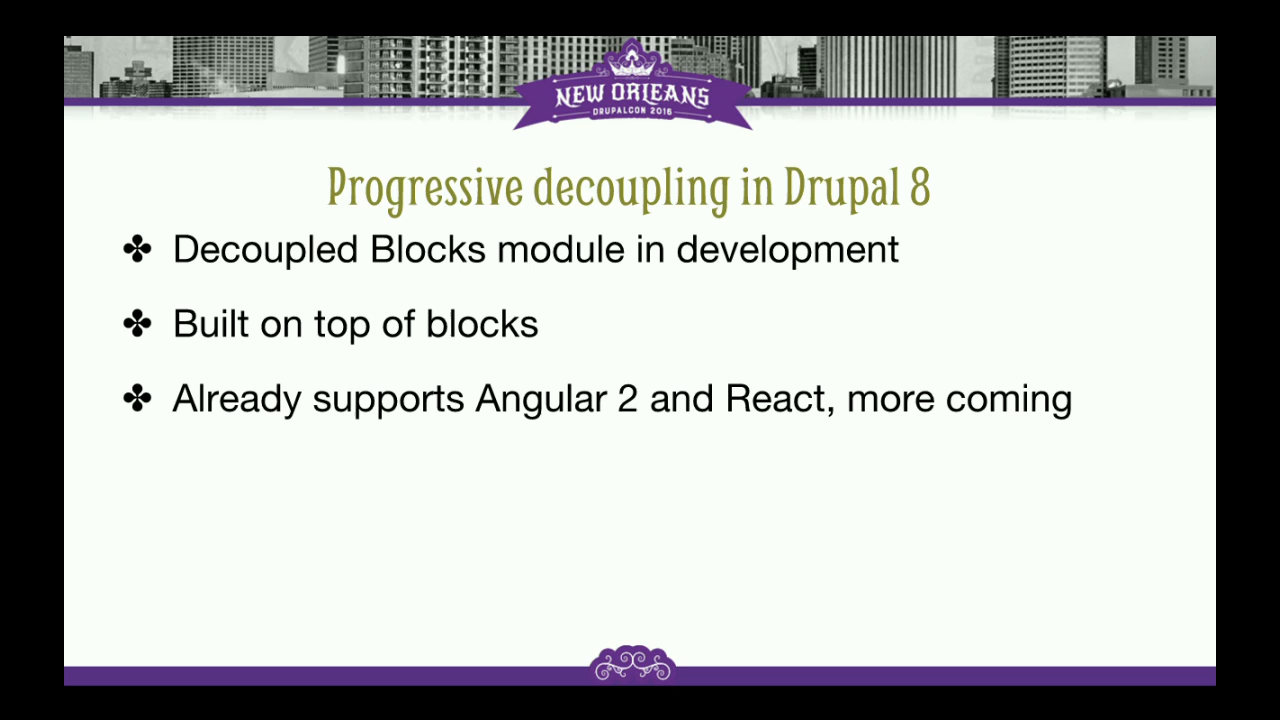 NEW ORLEANS
DRUPALCON 2016
Progressive decoupling in Drupal 8
✤ Decoupled Blocks module in development
✤ Built on top of blocks
✤ Already supports Angular 2 and React, more coming